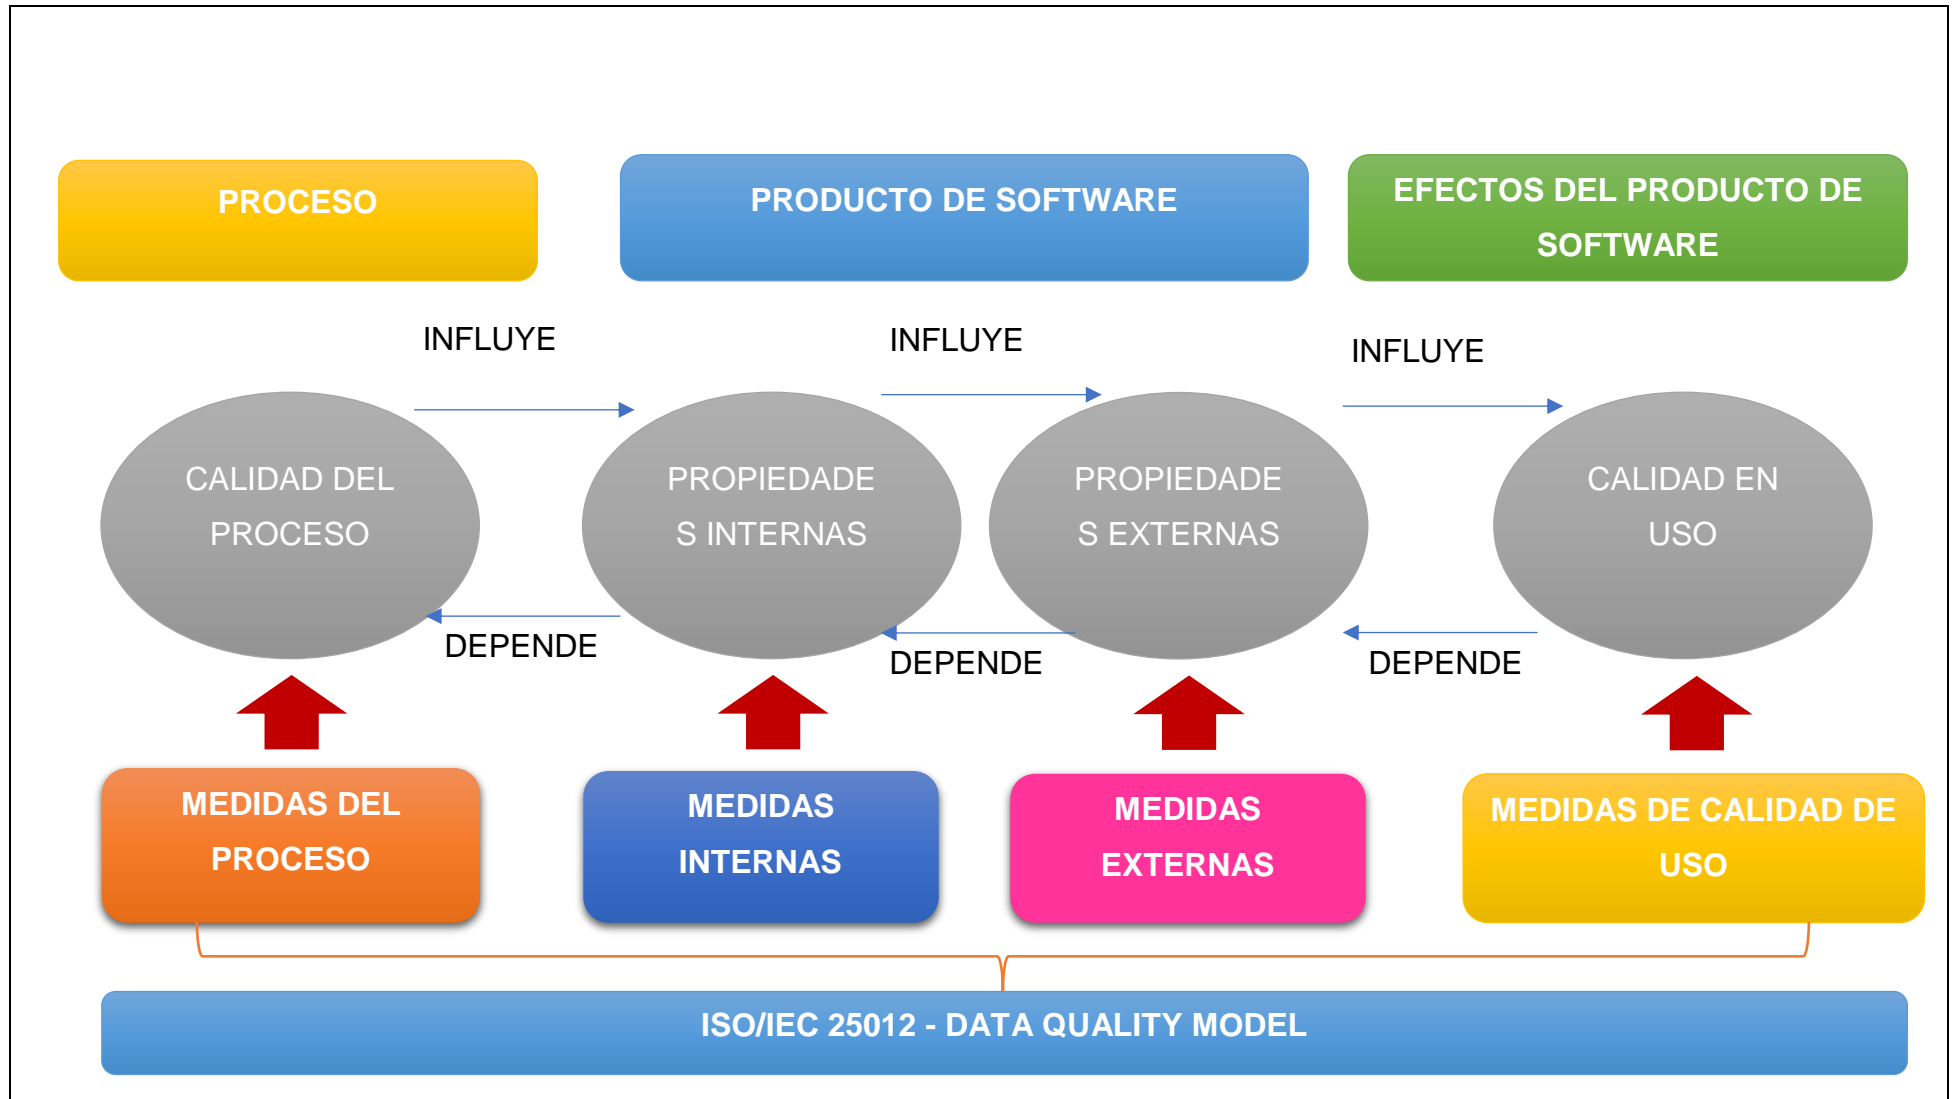 PROCESO
PRODUCTO DE SOFTWARE
EFECTOS DEL PRODUCTO DE
SOFTWARE
INFLUYE
INFLUYE
INFLUYE
CALIDAD DEL
PROCESO
PROPIEDADE
S INTERNAS
PROPIEDADE
S EXTERNAS
CALIDAD EN
USO
DEPENDE
DEPENDE
DEPENDE
MEDIDAS DEL
PROCESO
MEDIDAS
INTERNAS
MEDIDAS
EXTERNAS
MEDIDAS DE CALIDAD DE
USO
ISO/IEC 25012 - DATA QUALITY MODEL